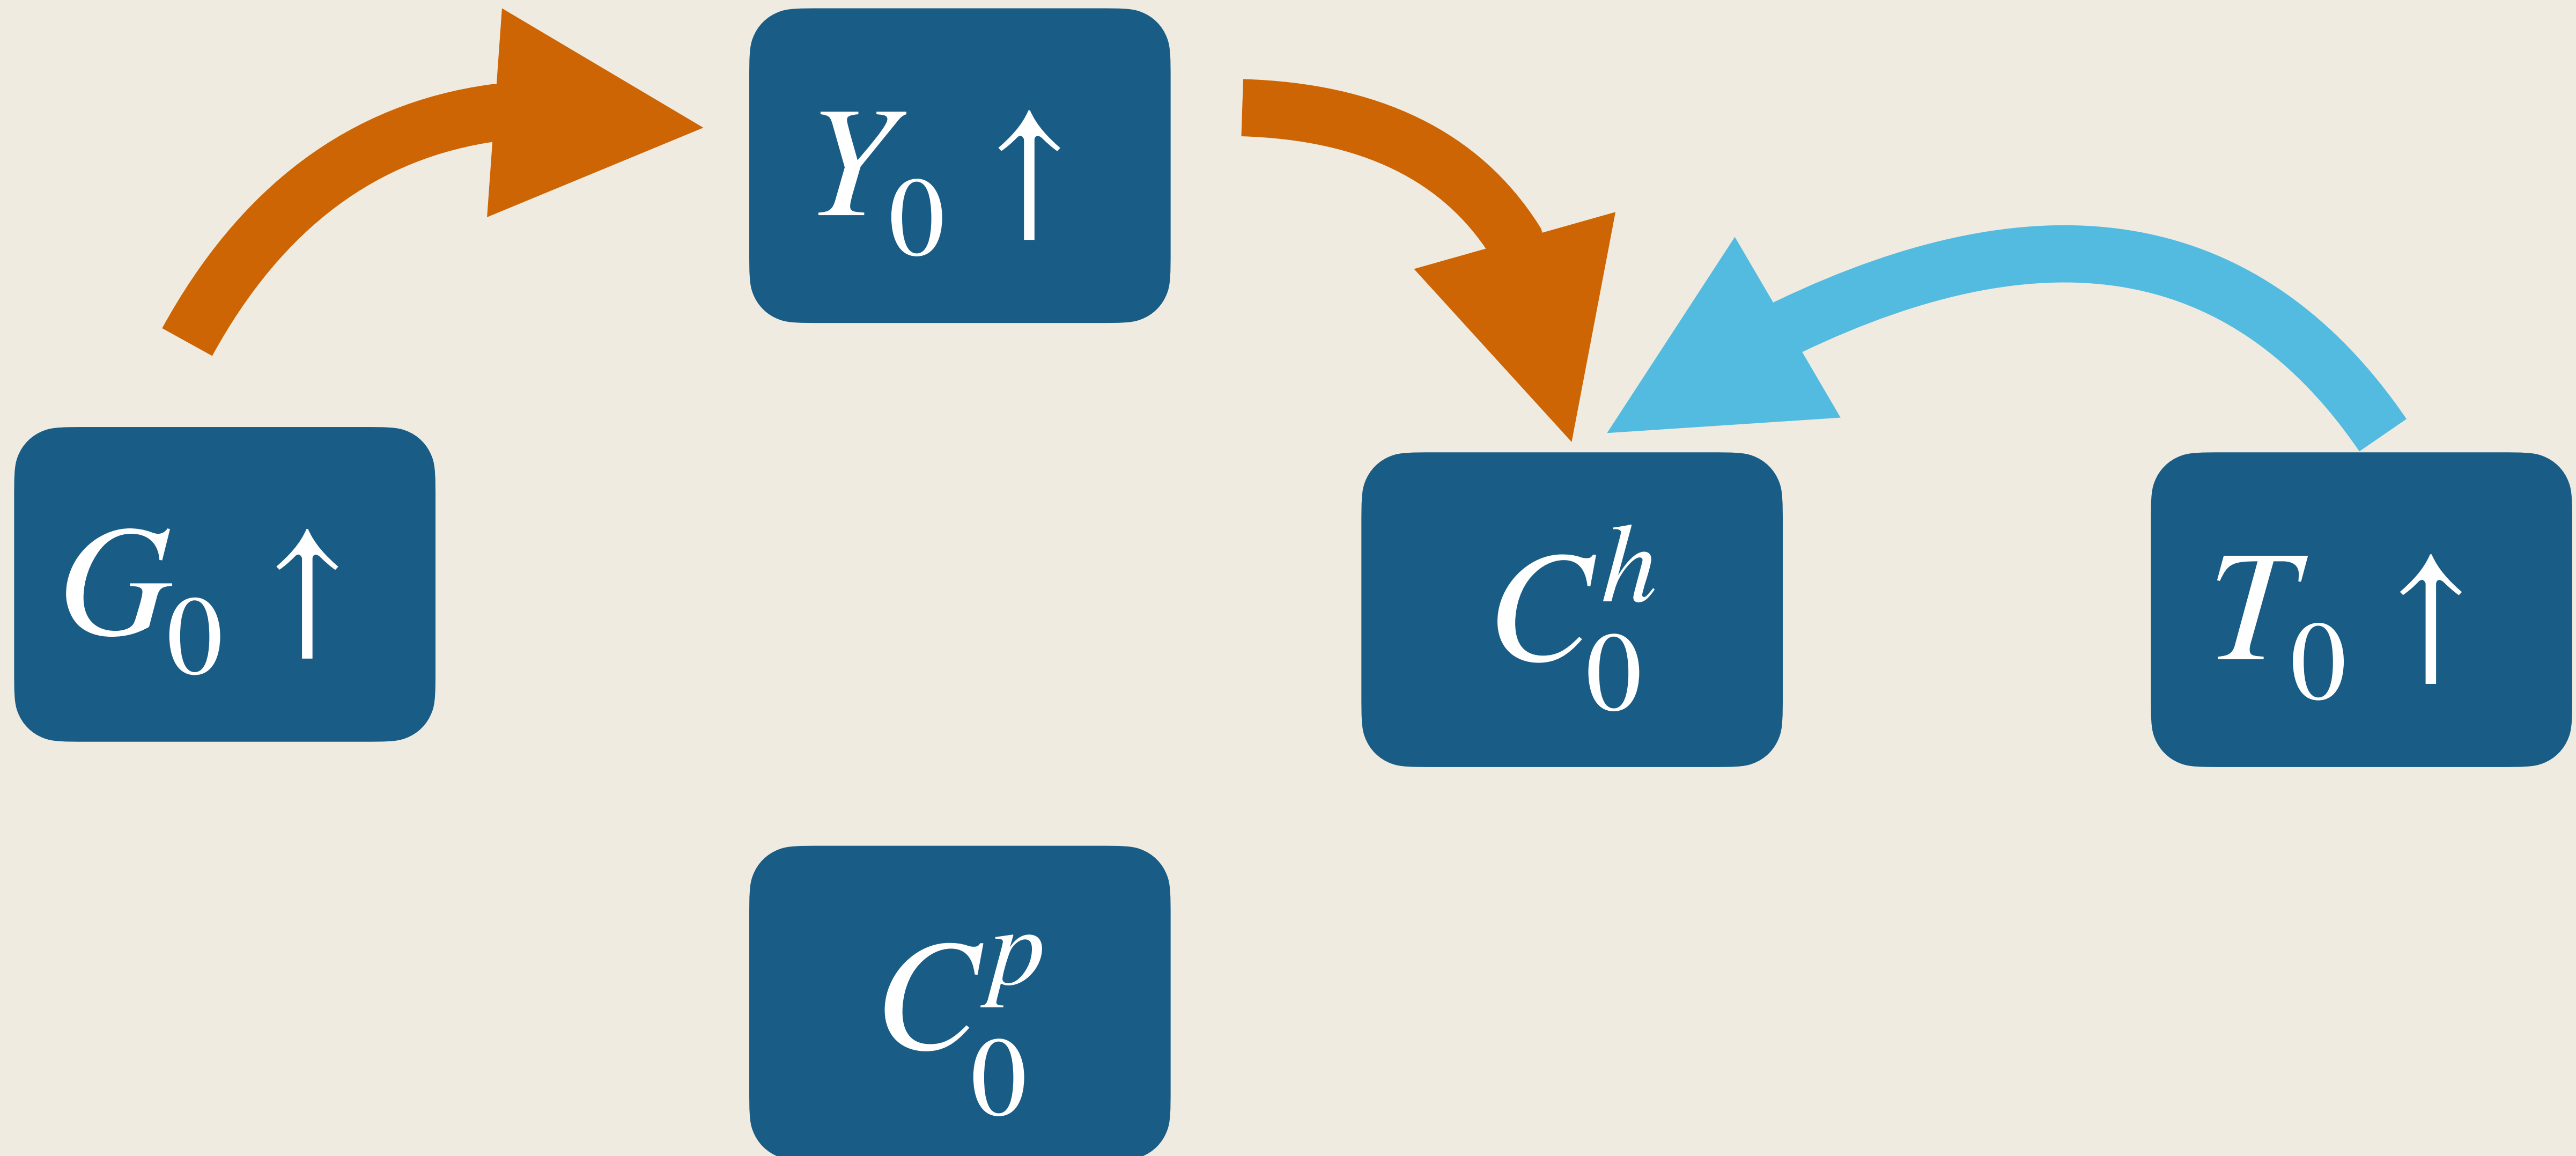 Y₀ ↑
G₀ ↑
C₀ʰ
T₀ ↑
C₀ᵖ